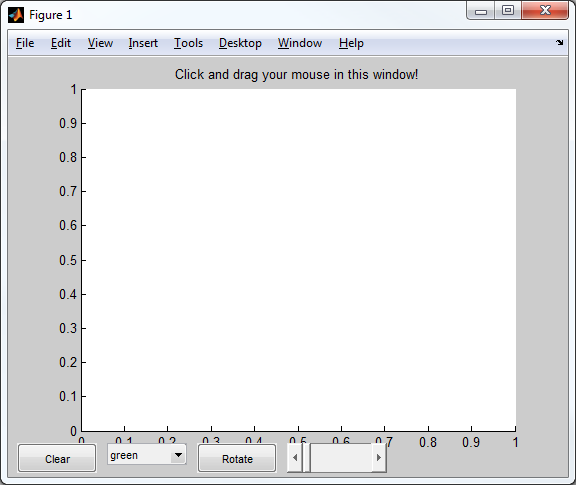 Figure 1
File Edit View Insert Tools Desktop Window Help
Click and drag your mouse in this window!
1
0.9
0.8
0.7
0.6
0.5
0.4
0.3
0.2
0.1
0
0 0.1 0.2 0.3 0.4 0.5 0.6 0.7 0.8 0.9 1
Clear green Rotate